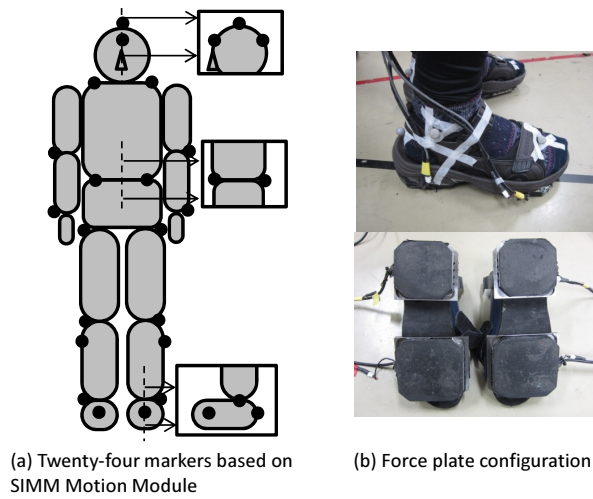 (a) Twenty-four markers based on
SIMM Motion Module
(b) Force plate configuration